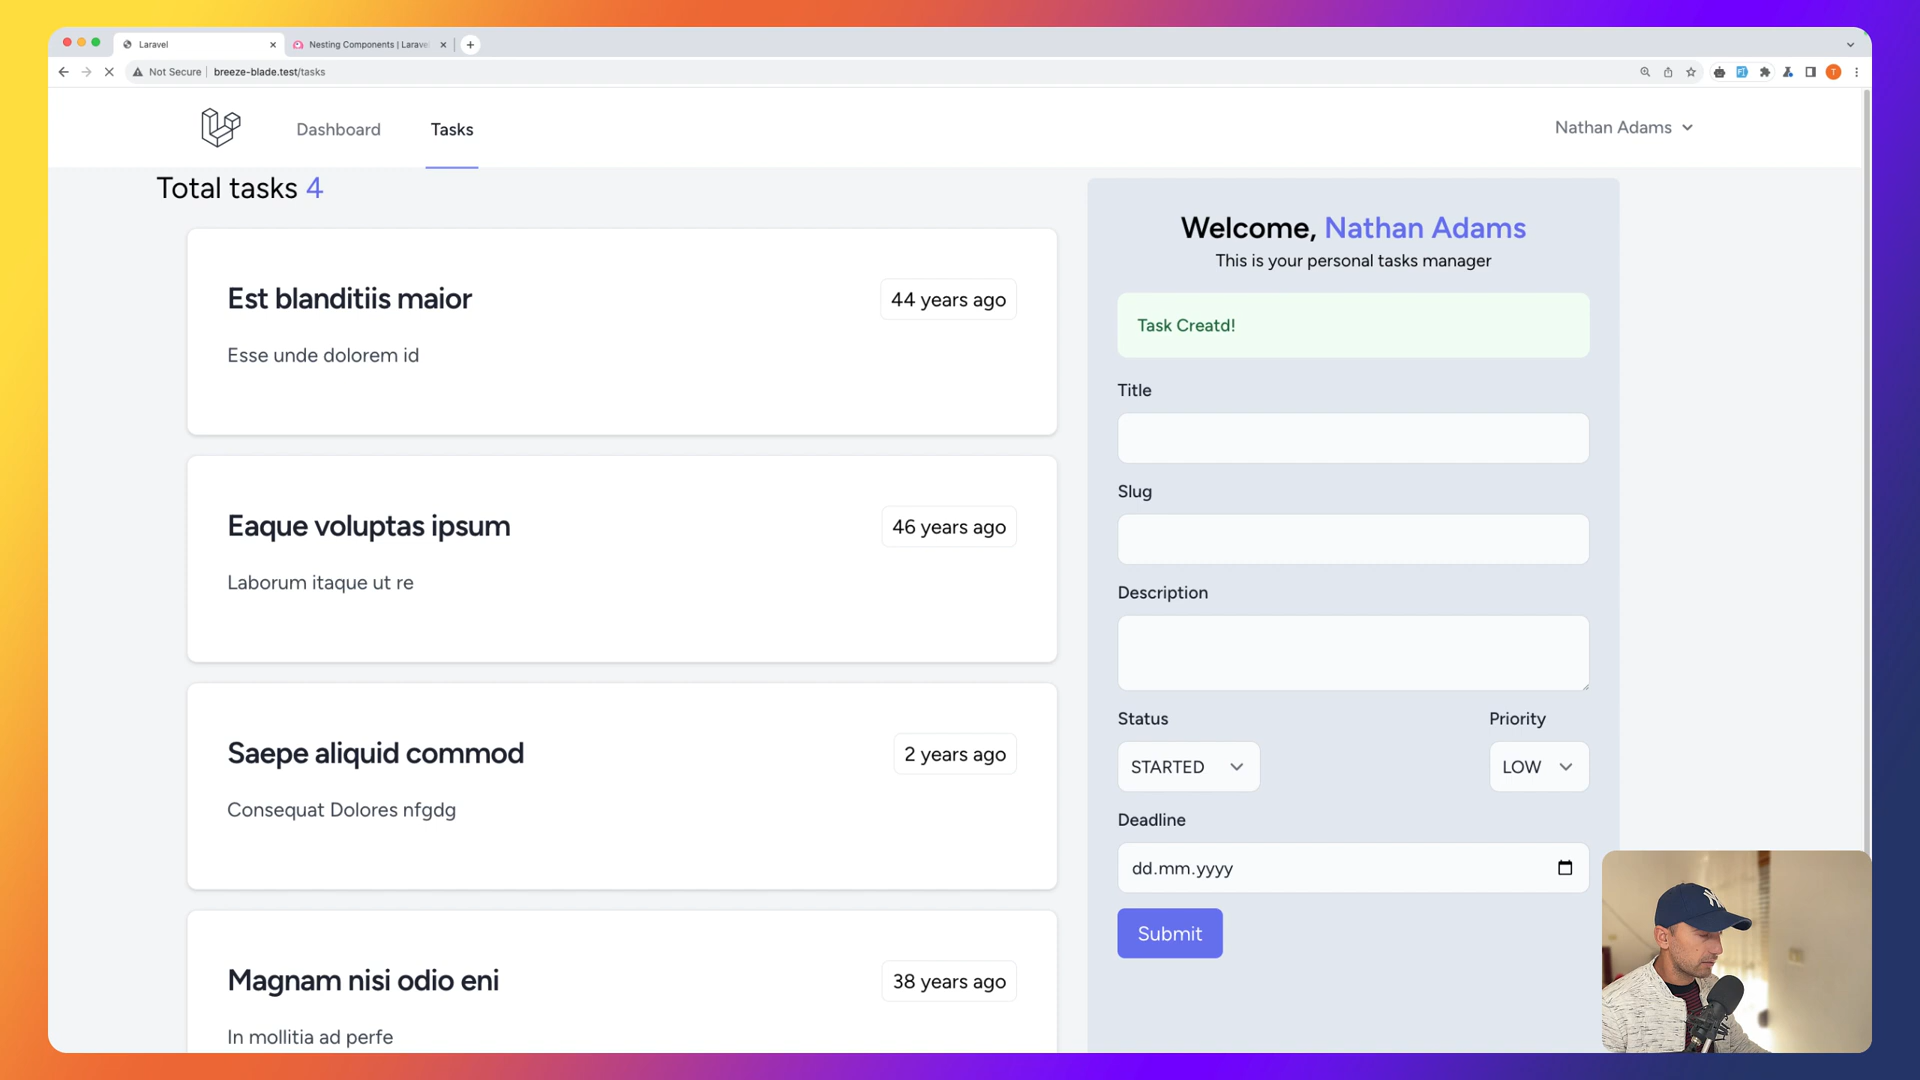 Laravel
Nesting Components | Larave
Not Secure
breeze-blade.test/tasks
T
Dashboard
Tasks
Nathan Adams
Total tasks 4
Est blanditiis maior
44 years ago
Esse unde dolorem id
Eaque voluptas ipsum
46 years ago
Laborum itaque ut re
Saepe aliquid commod
2 years ago
Consequat Dolores nfgdg
Magnam nisi odio eni
38 years ago
In mollitia ad perfe
Welcome, Nathan Adams
This is your personal tasks manager
Task Creatd!
Title
Slug
Description
Status
Priority
STARTED
LOW
Deadline
dd.mm.yyyy
Submit